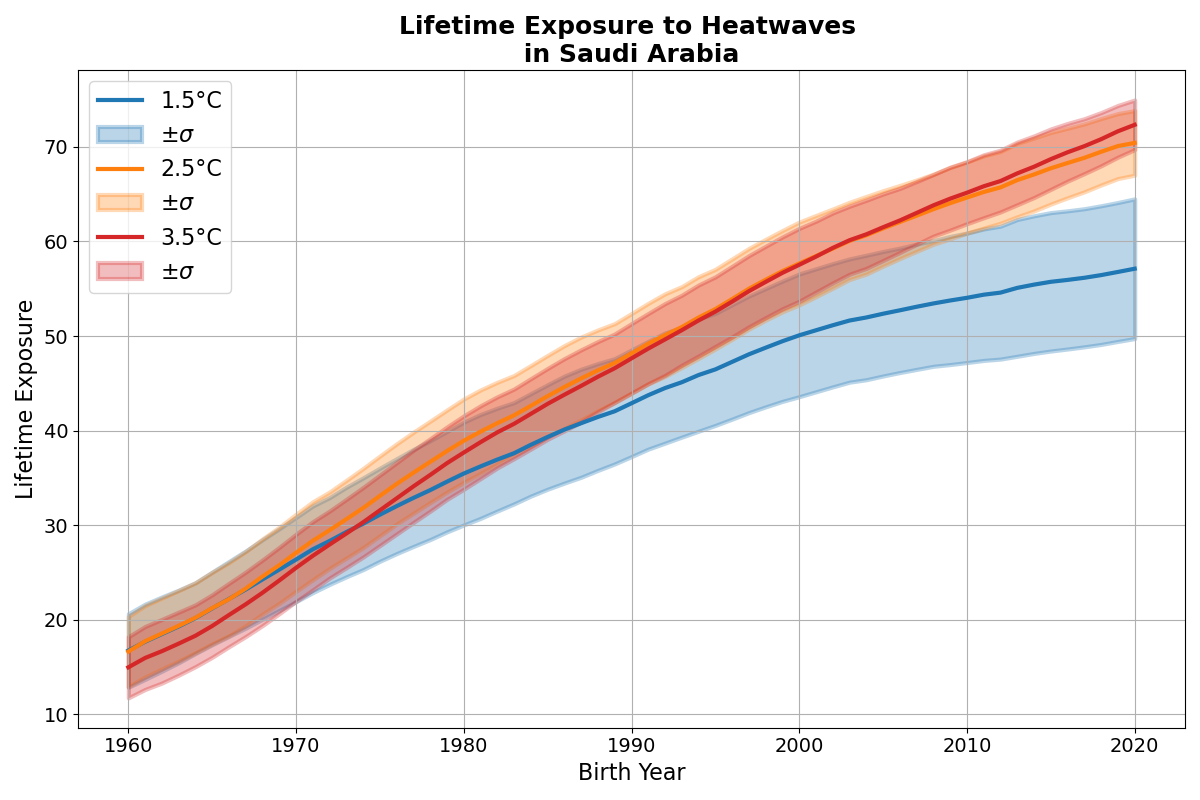 Lifetime Exposure to Heatwaves
in Saudi Arabia
1.5°C
±σ
2.5°C
±σ
3.5°C
±σ
70
60
50
40
30
20
10
Lifetime Exposure
1960 1970 1980 1990 2000 2010 2020
Birth Year